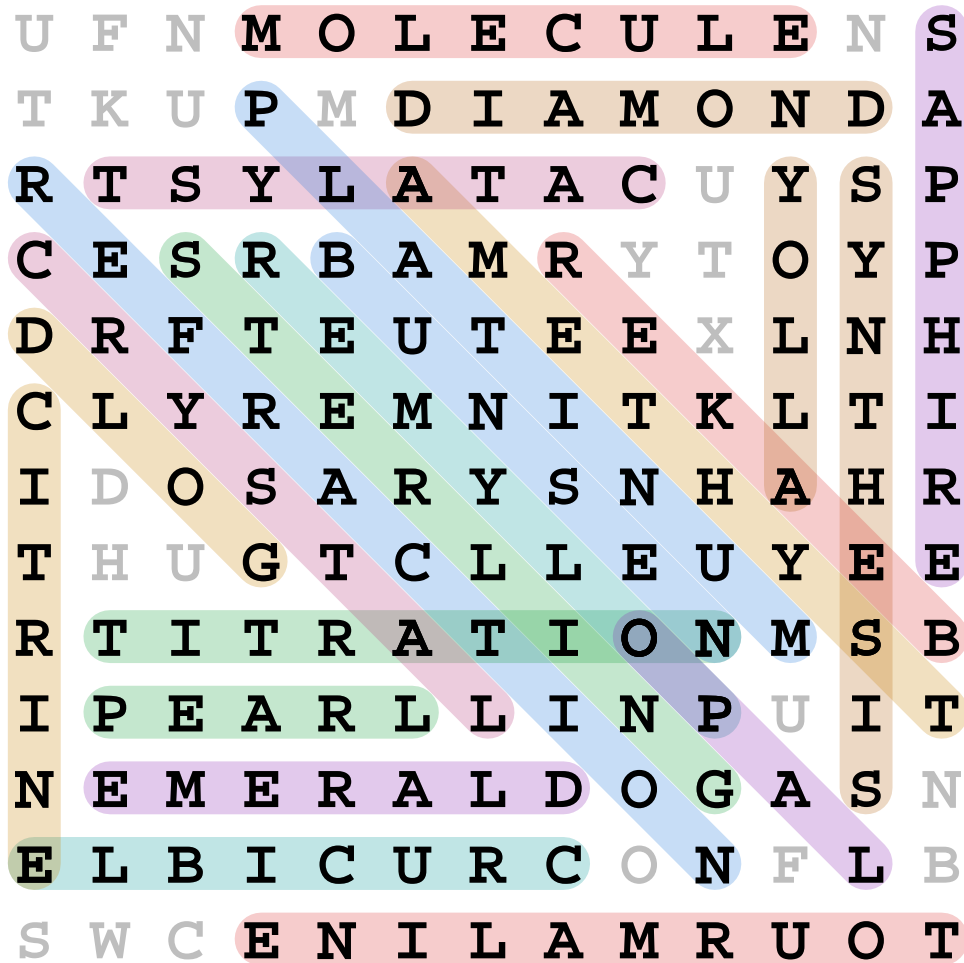 U F N M O L E C U L E N S
T K U P M D I A M O N D A
R T S Y L A T A C U Y S P
C E S R B A M R Y T O Y P
D R F T E U T E E X L N H
C L Y R E M N I T K L T I
I D O S A R Y S N H A H R
T H U G T C L L E U Y E E
R T I T R A T I O N M S B
I P E A R L L I N P U I T
N E M E R A L D O G A S N
E L B I C U R C O N F L B
S W C E N I L A M R U O T